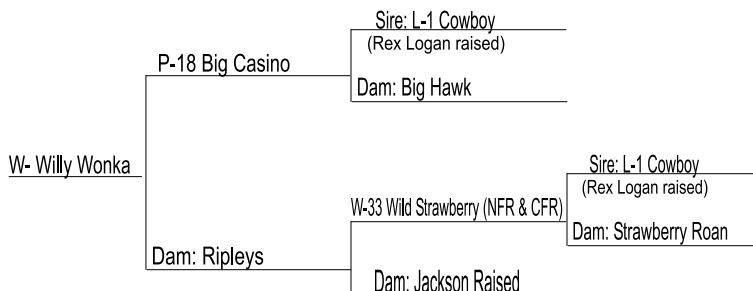 Sire: L-1 Cowboy
(Rex Logan raised)
P-18 Big Casino
Dam: Big Hawk
W- Willy Wonka
Sire: L-1 Cowboy
(Rex Logan raised)
W-33 Wild Strawberry (NFR & CFR)
Dam: Strawberry Roan
Dam: Ripleys
Dam: Jackson Raised